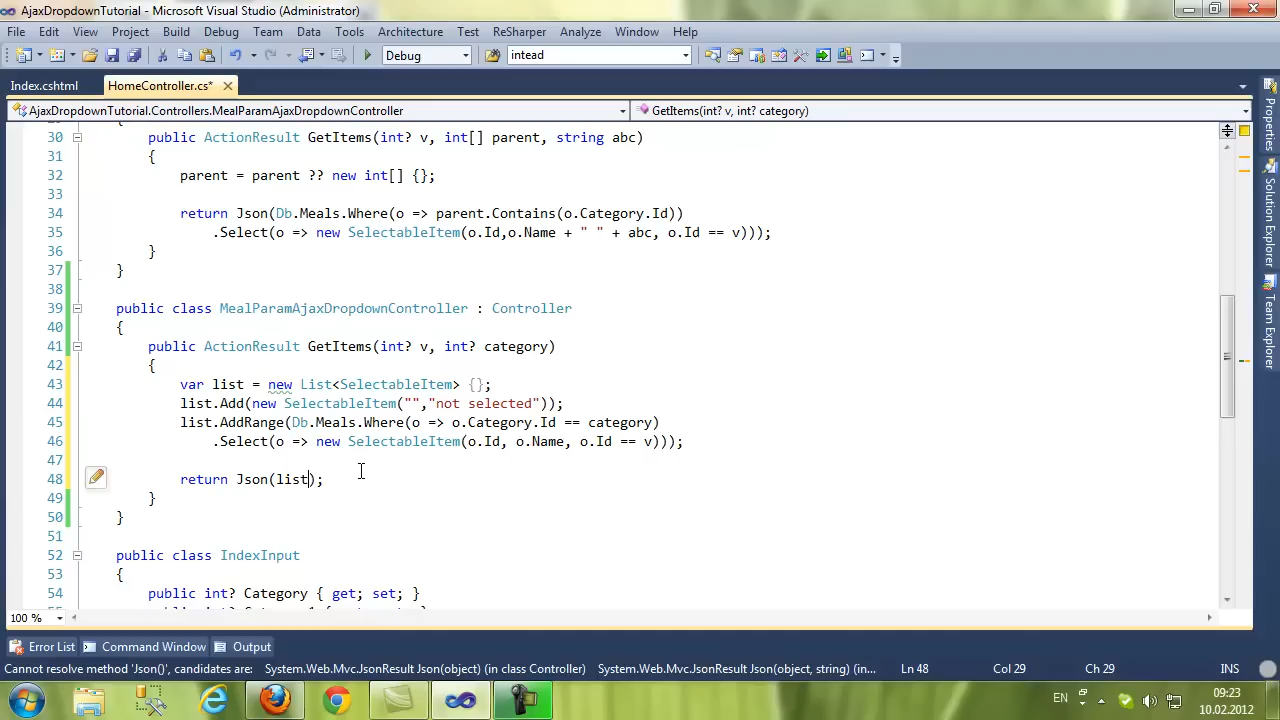 AjaxDropdownTutorial - Microsoft Visual Studio (Administrator)
File Edit View Project Build Debug Team Data Tools Architecture Test ReSharper Analyze Window Help
Debug intead
Index.cshtml HomeController.cs*
AjaxDropdownTutorial.Controllers.MealParamAjaxDropdownController GetItems(int? v, int? category)
30 public ActionResult GetItems(int? v, int[] parent, string abc)
31 {
32 parent = parent ?? new int[] {};
33
34 return Json(Db.Meals.Where(o => parent.Contains(o.Category.Id))
35 .Select(o => new SelectableItem(o.Id,o.Name + " " + abc, o.Id == v)));
36 }
37 }
38
39 public class MealParamAjaxDropdownController : Controller
40 {
41 public ActionResult GetItems(int? v, int? category)
42 {
43 var list = new List<SelectableItem> {};
44 list.Add(new SelectableItem("","not selected"));
45 list.AddRange(Db.Meals.Where(o => o.Category.Id == category)
46 .Select(o => new SelectableItem(o.Id, o.Name, o.Id == v)));
47
48 return Json(list);
49 }
50 }
51
52 public class IndexInput
53 {
54 public int? Category { get; set; }
100 %
Properties
Solution Explorer
Team Explorer
Error List Command Window Output
Cannot resolve method 'Json()', candidates are: System.Web.Mvc.JsonResult Json(object) (in class Controller) System.Web.Mvc.JsonResult Json(object, string) (in... Ln 48 Col 29 Ch 29 INS
EN 09:23
10.02.2012